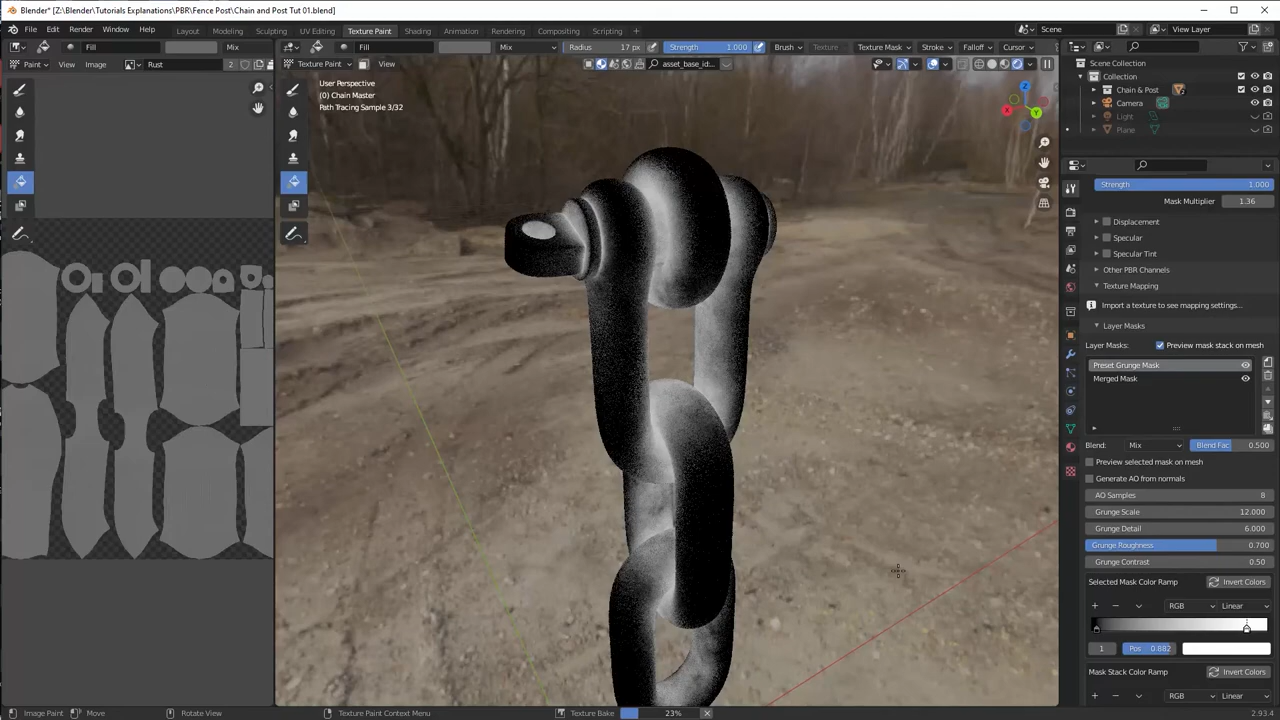 Blender* [Z:\Blender\Tutorials Explanations\PBR\Fence Post\Chain and Post Tut 01.blend]
File Edit Render Window Help Layout Modeling Sculpting UV Editing Texture Paint Shading Animation Rendering Compositing Scripting Scene View Layer
Fill Mix Fill Mix Radius 17 px Strength 1.000 Brush Texture Texture Mask Stroke Falloff Cursor
Paint View Image Rust 2 Texture Paint View asset_base_id:...
Scene Collection
Collection
Chain & Post
Camera
Light
Plane
User Perspective
(0) Chain Master
Path Tracing Sample 3/32
X
Y
Z
Strength 1.000
Mask Multiplier 1.36
Displacement
Specular
Specular Tint
Other PBR Channels
Texture Mapping
Import a texture to see mapping settings...
Layer Masks
Layer Masks: Preview mask stack on mesh
Preset Grunge Mask
Merged Mask
Blend: Mix Blend Fac 0.500
Preview selected mask on mesh
Generate AO from normals
AO Samples 8
Grunge Scale 12.000
Grunge Detail 6.000
Grunge Roughness 0.700
Grunge Contrast 0.50
Selected Mask Color Ramp Invert Colors
RGB Linear
1 Pos 0.882
Mask Stack Color Ramp Invert Colors
RGB Linear
Image Paint Move Rotate View Texture Paint Context Menu Texture Bake 23% 2.93.4